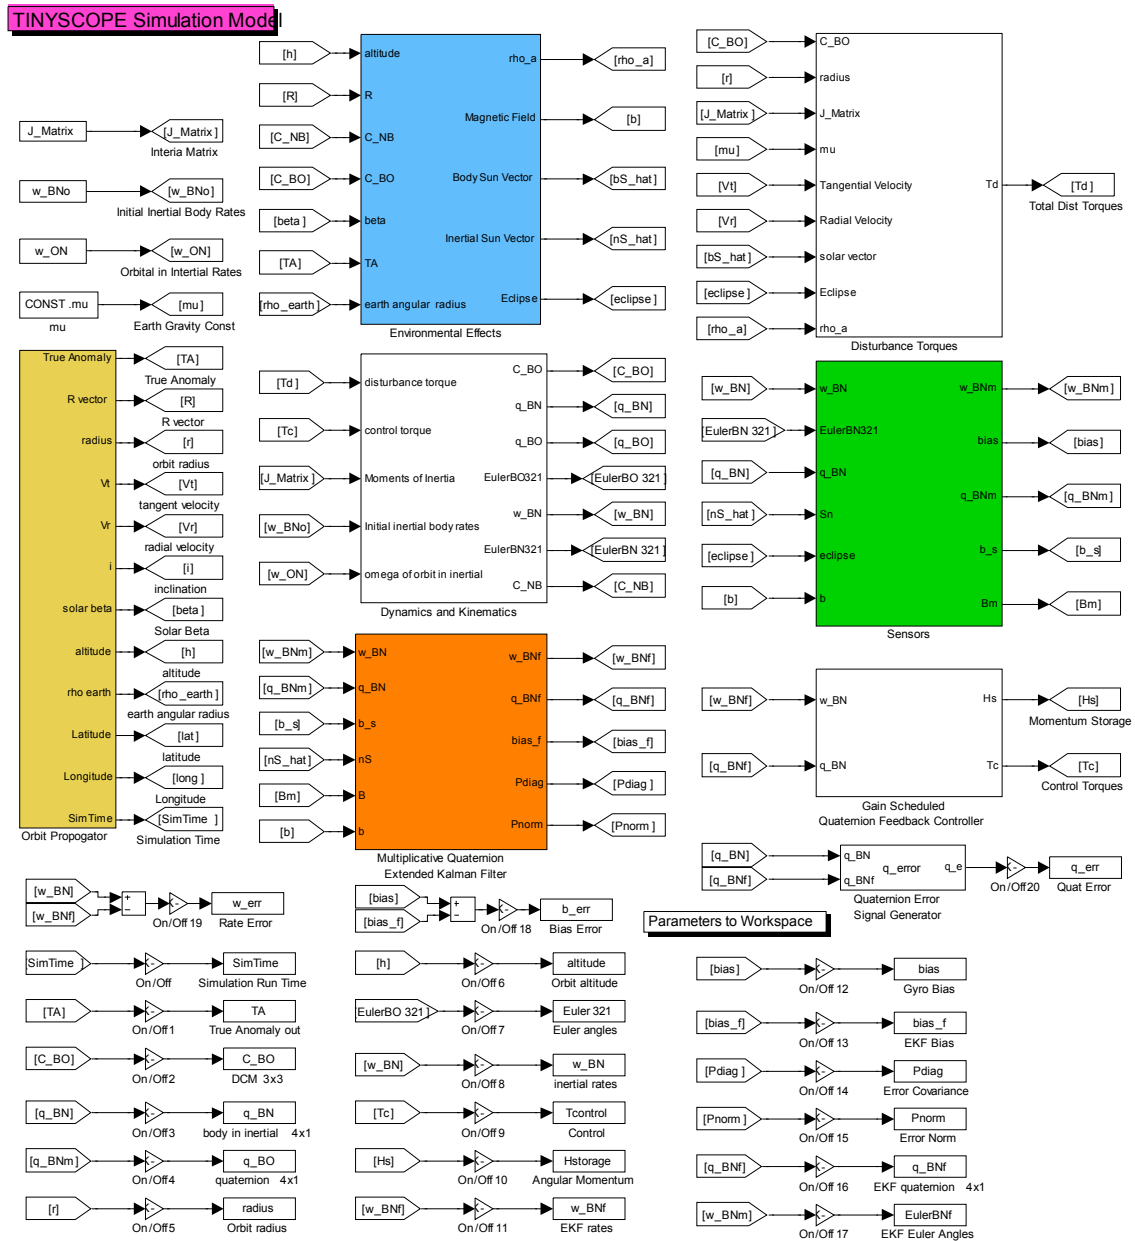 TINYSCOPE Simulation Model
J_Matrix
[J_Matrix]
Interia Matrix
w_BNo
[w_BNo]
Initial Inertial Body Rates
w_ON
[w_ON]
Orbital in Intertial Rates
CONST .mu
mu
[mu]
Earth Gravity Const
[h]
[R]
[C_NB]
[C_BO]
[beta ]
[TA]
[rho_earth ]
altitude
R
C_NB
C_BO
beta
TA
earth angular radius
rho_a
Magnetic Field
Body Sun Vector
Inertial Sun Vector
Eclipse
Environmental Effects
[rho_a]
[b]
[bS_hat]
[nS_hat]
[eclipse ]
[C_BO]
[r]
[J_Matrix ]
[mu]
[Vt]
[Vr]
[bS_hat]
[eclipse ]
[rho_a]
C_BO
radius
J_Matrix
mu
Tangential Velocity
Radial Velocity
solar vector
Eclipse
rho_a
Td
Disturbance Torques
[Td]
Total Dist Torques
True Anomaly
R vector
radius
Vt
Vr
i
solar beta
altitude
rho earth
Latitude
Longitude
SimTime
Orbit Propogator
[TA]
True Anomaly
[R]
R vector
[r]
orbit radius
[Vt]
tangent velocity
[Vr]
radial velocity
[i]
inclination
[beta ]
Solar Beta
[h]
altitude
[rho_earth ]
earth angular radius
[lat]
latitude
[long ]
Longitude
[SimTime ]
Simulation Time
[Td ]
[Tc]
[J_Matrix ]
[w_BNo]
[w_ON]
disturbance torque
control torque
Moments of Inertia
Initial inertial body rates
omega of orbit in inertial
C_BO
q_BN
q_BO
EulerBO321
w_BN
EulerBN321
C_NB
Dynamics and Kinematics
[C_BO]
[q_BN]
[q_BO]
[EulerBO 321 ]
[w_BN]
[EulerBN 321 ]
[C_NB]
[w_BN]
[EulerBN 321 ]
[q_BN]
[nS_hat]
[eclipse ]
[b]
w_BN
EulerBN321
q_BN
Sn
eclipse
b
w_BNm
bias
q_BNm
b_s
Bm
Sensors
[w_BNm]
[bias]
[q_BNm]
[b_s]
[Bm]
[w_BNm]
[q_BNm]
[b_s]
[nS_hat]
[Bm]
[b]
w_BN
q_BN
b_s
nS
B
b
w_BNf
q_BNf
bias_f
Pdiag
Pnorm
Multiplicative Quaternion
Extended Kalman Filter
[w_BNf]
[q_BNf]
[bias_f]
[Pdiag ]
[Pnorm ]
[w_BNf]
[q_BNf]
w_BN
q_BN
Hs
Tc
Gain Scheduled
Quaternion Feedback Controller
[Hs]
Momentum Storage
[Tc]
Control Torques
[q_BN]
[q_BNf]
q_BN
q_BNf
q_error
q_e
Quaternion Error
Signal Generator
On/Off20
q_err
Quat Error
[w_BN]
[w_BNf]
On/Off 19
w_err
Rate Error
[bias]
[bias_f]
On/Off 18
b_err
Bias Error
Parameters to Workspace
[SimTime ]
On/Off
SimTime
Simulation Run Time
[TA]
On/Off1
TA
True Anomaly out
[C_BO]
On/Off2
C_BO
DCM 3x3
[q_BN]
On/Off3
q_BN
body in inertial 4x1
[q_BNm]
On/Off4
q_BO
quaternion 4x1
[r]
On/Off5
radius
Orbit radius
[h]
On/Off 6
altitude
Orbit altitude
[EulerBO 321 ]
On/Off 7
Euler 321
Euler angles
[w_BN]
On/Off 8
w_BN
inertial rates
[Tc]
On/Off 9
Tcontrol
Control
[Hs]
On/Off 10
Hstorage
Angular Momentum
[w_BNf]
On/Off 11
w_BNf
EKF rates
[bias]
On/Off 12
bias
Gyro Bias
[bias_f]
On/Off 13
bias_f
EKF Bias
[Pdiag ]
On/Off 14
Pdiag
Error Covariance
[Pnorm ]
On/Off 15
Pnorm
Error Norm
[q_BNf]
On/Off 16
q_BNf
EKF quaternion 4x1
[w_BNm]
On/Off 17
EulerBNf
EKF Euler Angles